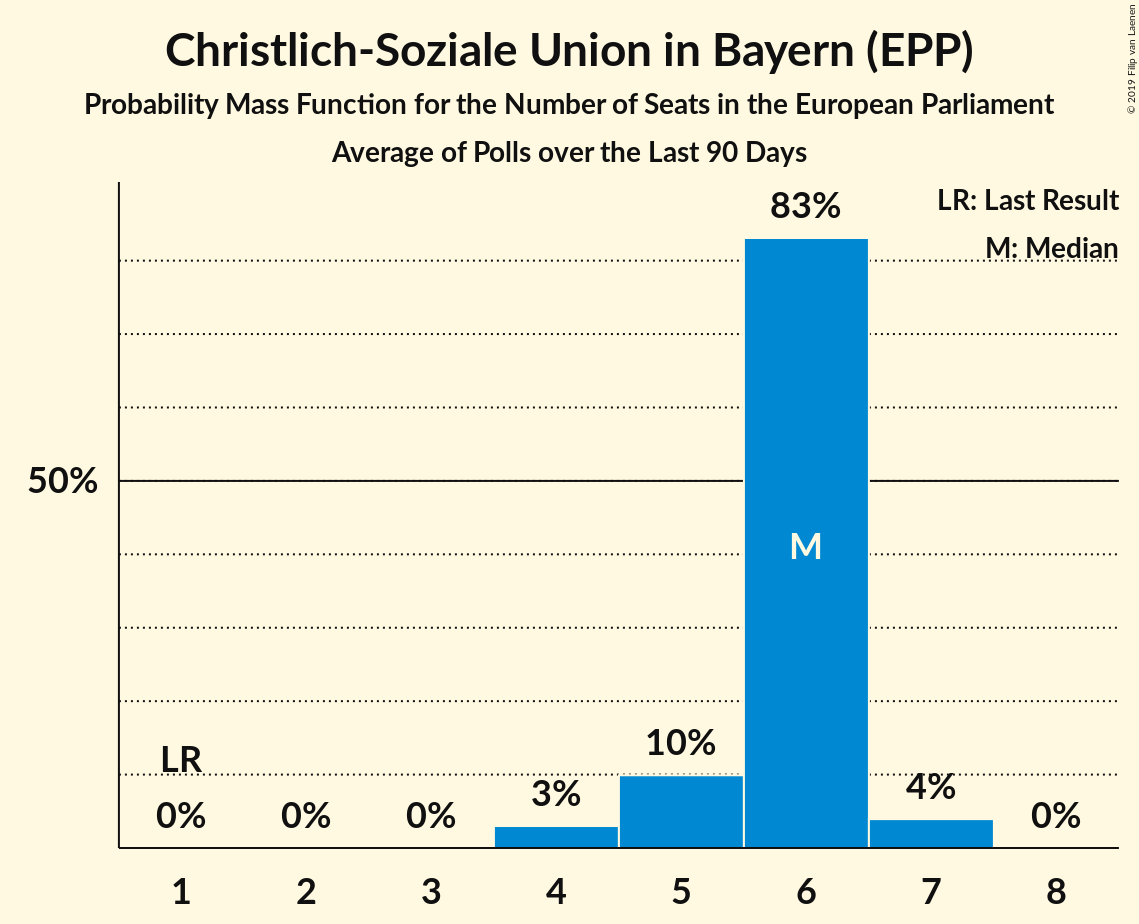 Christlich-Soziale Union in Bayern (EPP)
Probability Mass Function for the Number of Seats in the European Parliament
Average of Polls over the Last 90 Days
© 2019 Filip van Laenen
LR: Last Result
M: Median
83%
50%
M
LR
10%
3%
4%
0% 0% 0% 0%
1 2 3 4 5 6 7 8